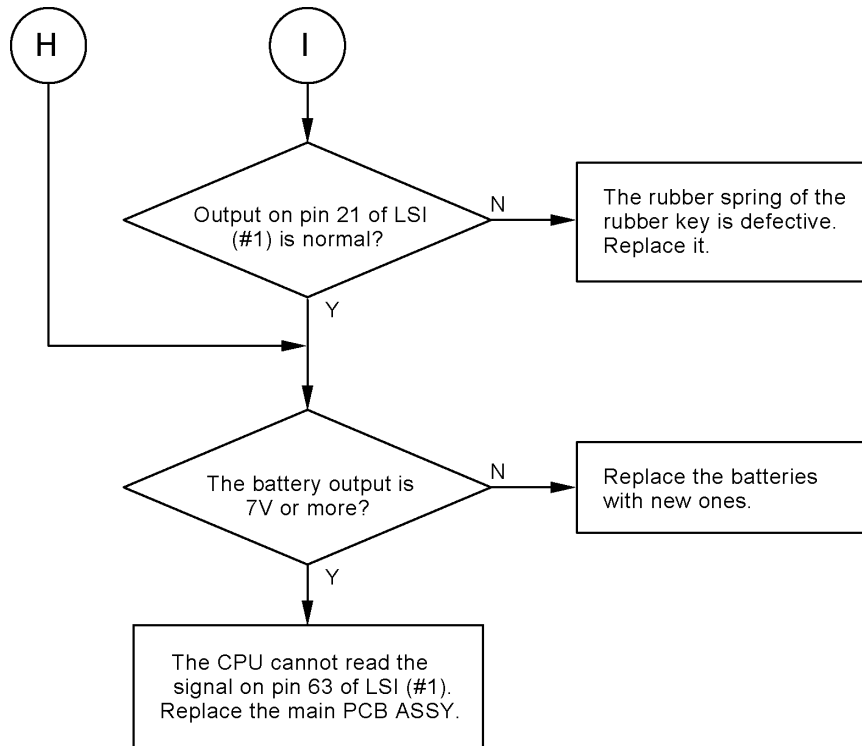 H
I
Output on pin 21 of LSI
(#1) is normal?
N
The rubber spring of the
rubber key is defective.
Replace it.
Y
The battery output is
7V or more?
N
Replace the batteries
with new ones.
Y
The CPU cannot read the
signal on pin 63 of LSI (#1).
Replace the main PCB ASSY.